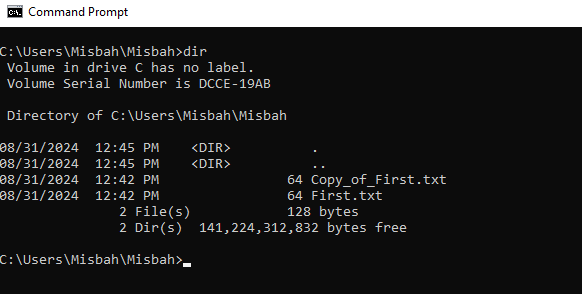 Command Prompt
C:\Users\Misbah\Misbah>dir
 Volume in drive C has no label.
 Volume Serial Number is DCCE-19AB
 Directory of C:\Users\Misbah\Misbah
08/31/2024  12:45 PM    <DIR>          .
08/31/2024  12:45 PM    <DIR>          ..
08/31/2024  12:42 PM                64 Copy_of_First.txt
08/31/2024  12:42 PM                64 First.txt
               2 File(s)            128 bytes
               2 Dir(s)  141,224,312,832 bytes free
C:\Users\Misbah\Misbah>